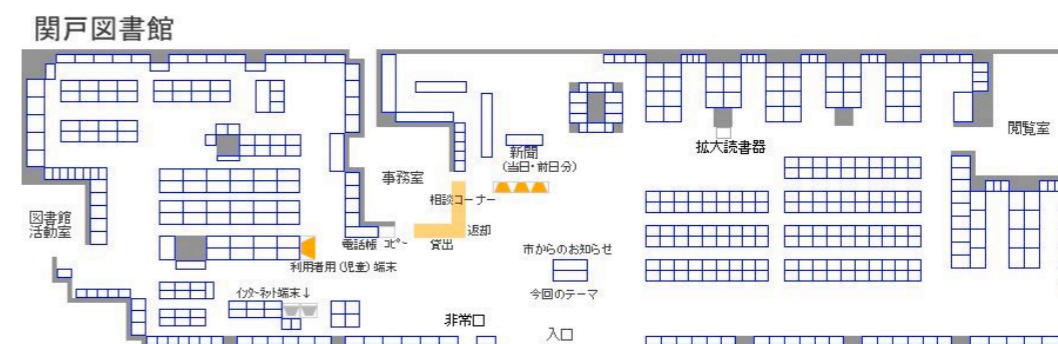 関戸図書館
閲覧室
拡大読書器
新聞
(当日・前日分)
事務室
相談コーナー
図書館
活動室
電話帳
コピー
貸出
返却
市からのお知らせ
利用者用(児童)端末
今回のテーマ
インターネット端末↓
非常口
入口